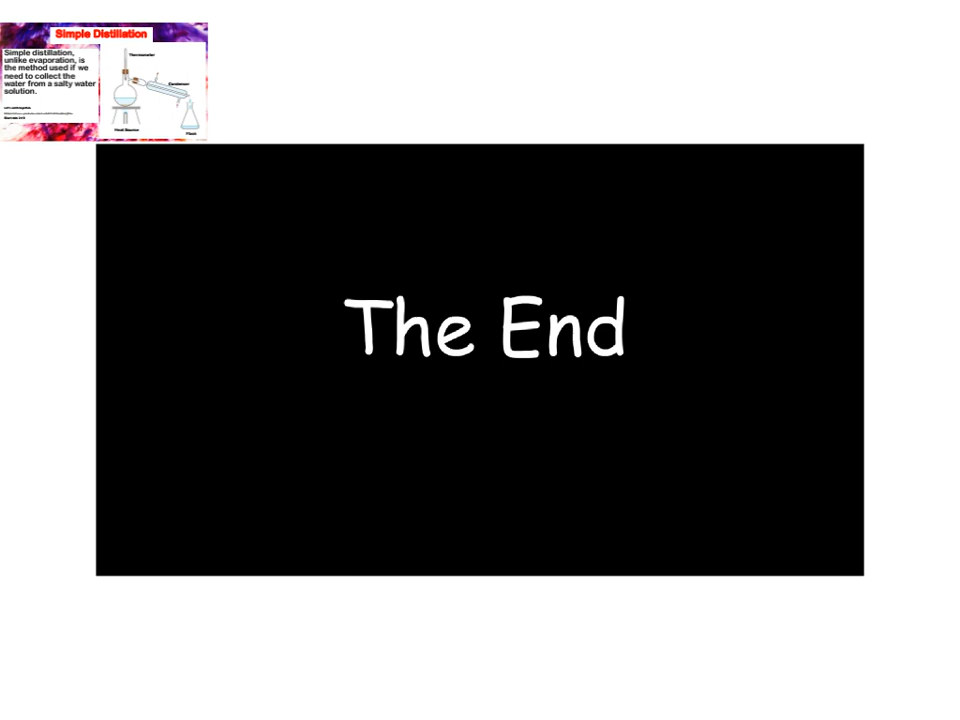 Simple Distillation
Simple distillation,
unlike evaporation, is
the method used if we
need to collect the
water from a salty water
solution.
Thermometer
Condenser
Heat Source
Flask
The End